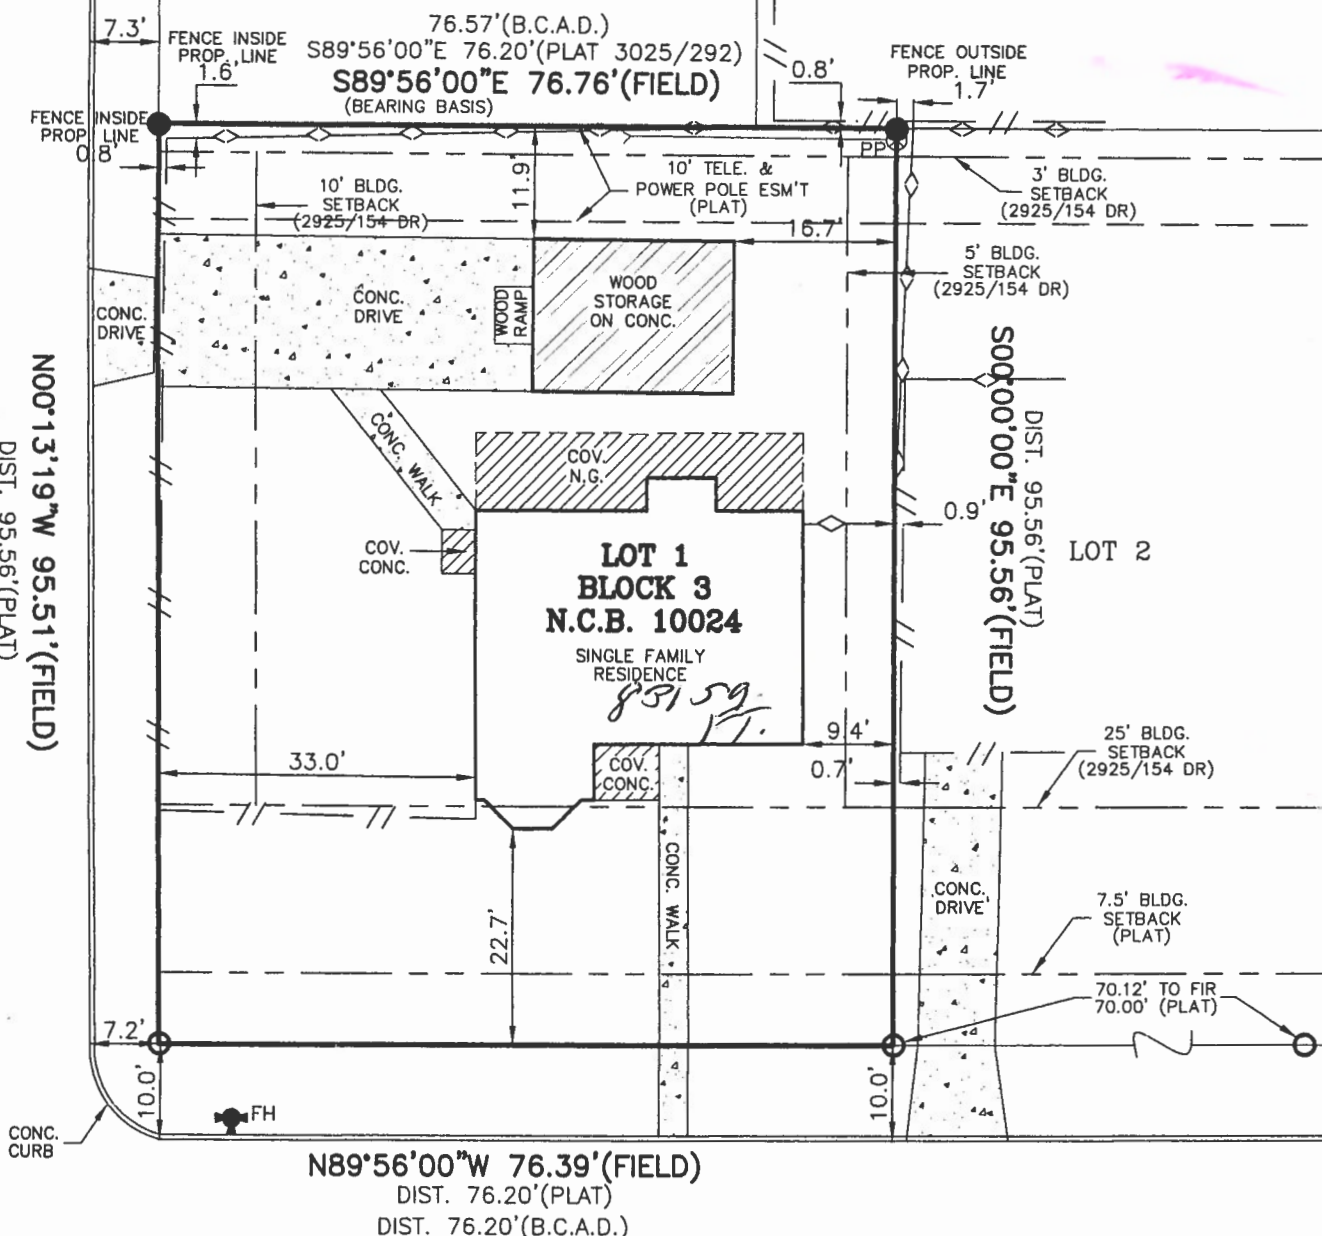 7.3'
76.57'(B.C.A.D.)
S89°56'00"E 76.20'(PLAT 3025/292)
S89°56'00"E 76.76'(FIELD)
(BEARING BASIS)
FENCE INSIDE
PROP. LINE
1.6'
0.8'
FENCE OUTSIDE
PROP. LINE
1.7'
FENCE INSIDE
PROP. LINE
0.8'
PP
10' BLDG.
SETBACK
(2925/154 DR)
11.9'
10' TELE. &
POWER POLE ESM'T
(PLAT)
16.7'
3' BLDG.
SETBACK
(2925/154 DR)
5' BLDG.
SETBACK
(2925/154 DR)
CONC.
DRIVE
CONC.
DRIVE
WOOD
RAMP
WOOD
STORAGE
ON CONC.
N00°13'19"W 95.51'(FIELD)
DIST. 95.56'(PLAT)
CONC. WALK
COV.
N.G.
COV.
CONC.
LOT 1
BLOCK 3
N.C.B. 10024
SINGLE FAMILY
RESIDENCE
0.9'
S00°00'00"E 95.56'(FIELD)
DIST. 95.56'(PLAT)
LOT 2
33.0'
COV.
CONC.
9.4'
0.7'
25' BLDG.
SETBACK
(2925/154 DR)
22.7'
CONC. WALK
CONC.
DRIVE
7.5' BLDG.
SETBACK
(PLAT)
70.12' TO FIR
70.00' (PLAT)
7.2'
10.0'
10.0'
FH
CONC.
CURB
N89°56'00"W 76.39'(FIELD)
DIST. 76.20'(PLAT)
DIST. 76.20'(B.C.A.D.)